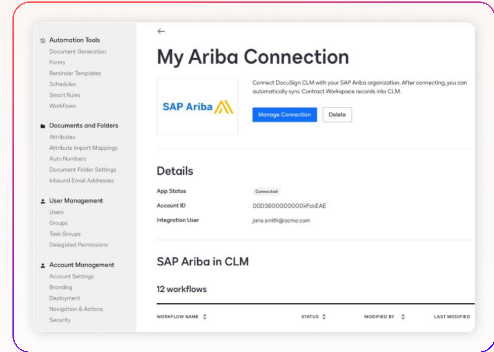 Automation Tools
Document Generation
Forms
Reminder Templates
Schedules
Smart Rules
Workflows
Documents and Folders
Attributes
Attribute Import Mappings
Auto Numbers
Document Folder Settings
Inbound Email Addresses
User Management
Users
Groups
Task Groups
Delegated Permissions
Account Management
Account Settings
Branding
Deployment
Navigation & Actions
Security
My Ariba Connection
SAP Ariba
Connect DocuSign CLM with your SAP Ariba organization. After connecting, you can
automatically sync Contract Workspace records into CLM.
Manage Connection Delete
Details
App Status Connected
Account ID
Integration User jane.smith@acme.com
SAP Ariba in CLM
12 workflows
WORKFLOW NAME STATUS MODIFIED BY LAST MODIFIED